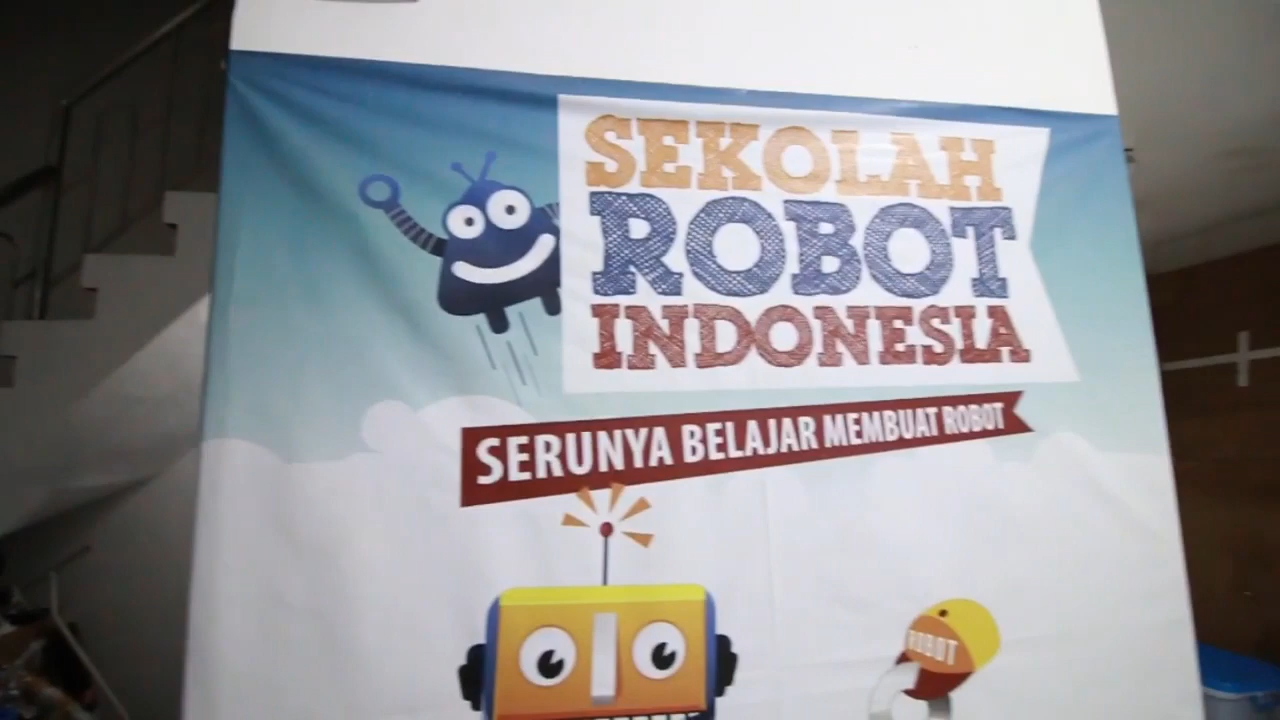 SEKOLAH
ROBOT
INDONESIA
SERUNYA BELAJAR MEMBUAT ROBOT
ROBOT